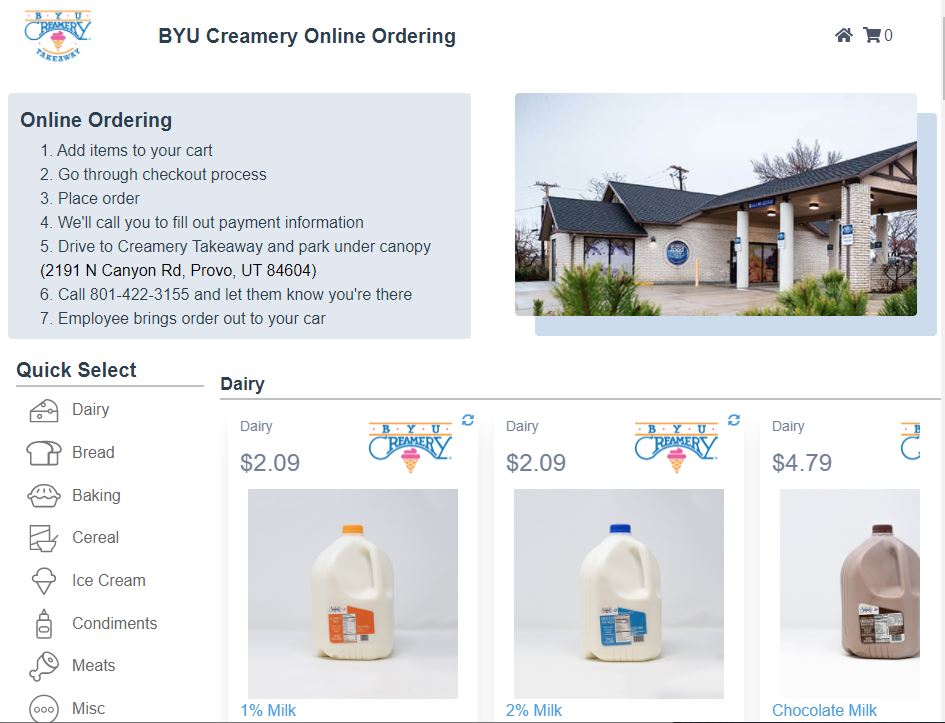 BYU
CREAMERY
TAKEAWAY
BYU Creamery Online Ordering
0
Online Ordering
1. Add items to your cart
2. Go through checkout process
3. Place order
4. We'll call you to fill out payment information
5. Drive to Creamery Takeaway and park under canopy
(2191 N Canyon Rd, Provo, UT 84604)
6. Call 801-422-3155 and let them know you're there
7. Employee brings order out to your car
Quick Select
Dairy
Bread
Baking
Cereal
Ice Cream
Condiments
Meats
Misc
Dairy
Dairy
BYU
CREAMERY
$2.09
1% Milk
Dairy
BYU
CREAMERY
$2.09
2% Milk
Dairy
B
C
$4.79
Chocolate Milk